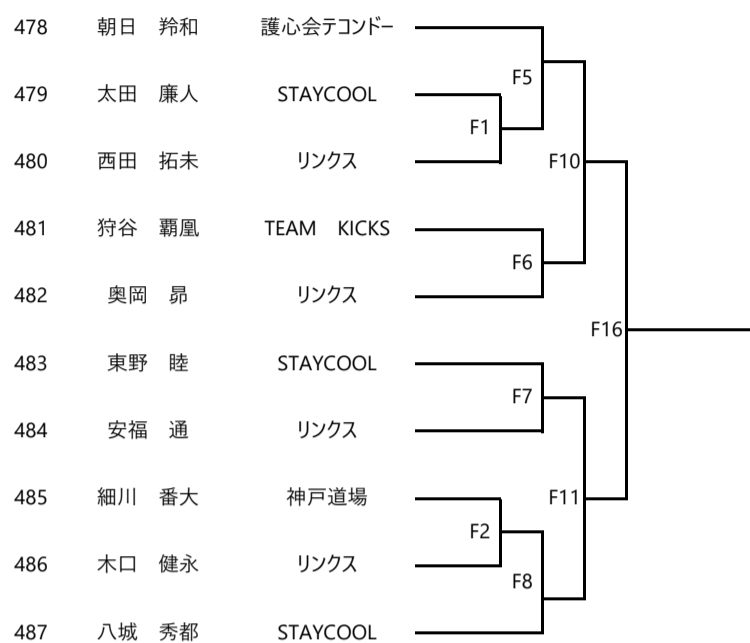 478 朝日 羚和 護心会テコンドー
F5
479 太田 廉人 STAYCOOL
F1
480 西田 拓未 リンクス
F10
481 狩谷 覇凰 TEAM KICKS
F6
482 奥岡 昴 リンクス
F16
483 東野 睦 STAYCOOL
F7
484 安福 通 リンクス
485 細川 番大 神戸道場
F11
F2
486 木口 健永 リンクス
F8
487 八城 秀都 STAYCOOL